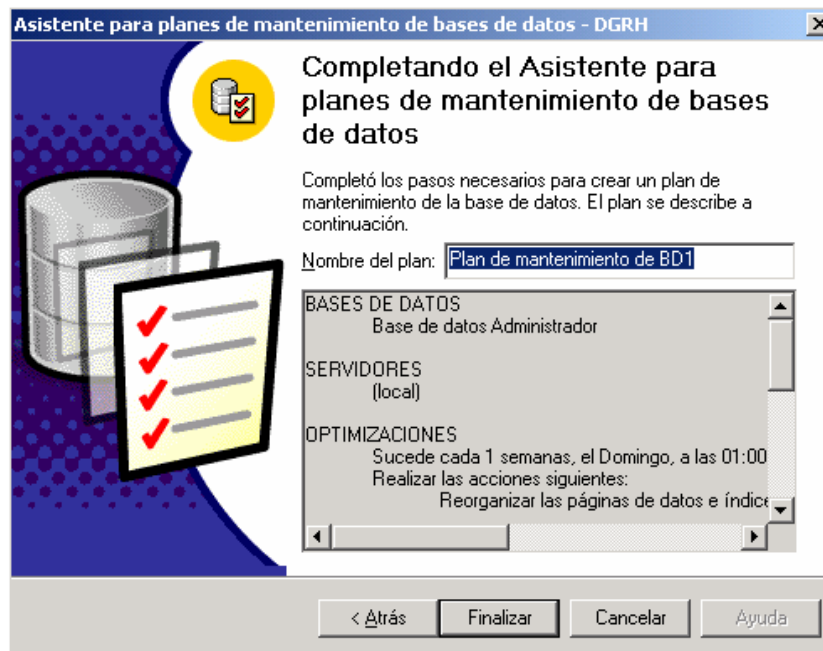 Asistente para planes de mantenimiento de bases de datos - DGRH
Completando el Asistente para
planes de mantenimiento de bases
de datos
Completó los pasos necesarios para crear un plan de
mantenimiento de la base de datos. El plan se describe a
continuación.
Nombre del plan: Plan de mantenimiento de BD1
BASES DE DATOS
Base de datos Administrador
SERVIDORES
(local)
OPTIMIZACIONES
Sucede cada 1 semanas, el Domingo, a las 01:00
Realizar las acciones siguientes:
Reorganizar las páginas de datos e índice
< Atrás Finalizar Cancelar Ayuda